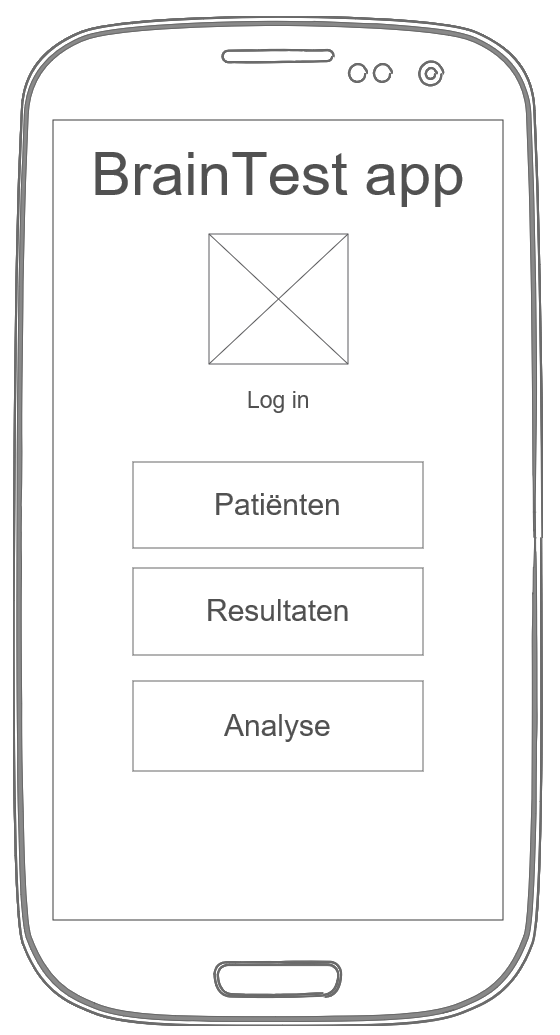 BrainTest app
Log in
Patiënten
Resultaten
Analyse